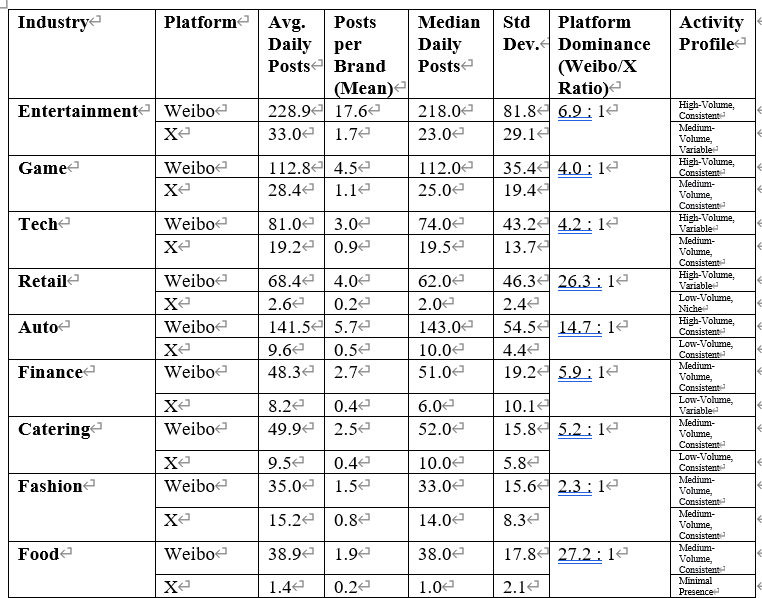 Industry Platform Avg. Daily Posts Posts per Brand (Mean) Median Daily Posts Std Dev. Platform Dominance (Weibo/X Ratio) Activity Profile
Entertainment Weibo 228.9 17.6 218.0 81.8 6.9 : 1 High-Volume, Consistent
X 33.0 1.7 23.0 29.1 Medium-Volume, Variable
Game Weibo 112.8 4.5 112.0 35.4 4.0 : 1 High-Volume, Consistent
X 28.4 1.1 25.0 19.4 Medium-Volume, Consistent
Tech Weibo 81.0 3.0 74.0 43.2 4.2 : 1 High-Volume, Variable
X 19.2 0.9 19.5 13.7 Medium-Volume, Consistent
Retail Weibo 68.4 4.0 62.0 46.3 26.3 : 1 High-Volume, Variable
X 2.6 0.2 2.0 2.4 Low-Volume, Niche
Auto Weibo 141.5 5.7 143.0 54.5 14.7 : 1 High-Volume, Consistent
X 9.6 0.5 10.0 4.4 Low-Volume, Consistent
Finance Weibo 48.3 2.7 51.0 19.2 5.9 : 1 Medium-Volume, Consistent
X 8.2 0.4 6.0 10.1 Low-Volume, Variable
Catering Weibo 49.9 2.5 52.0 15.8 5.2 : 1 Medium-Volume, Consistent
X 9.5 0.4 10.0 5.8 Low-Volume, Consistent
Fashion Weibo 35.0 1.5 33.0 15.6 2.3 : 1 Medium-Volume, Consistent
X 15.2 0.8 14.0 8.3 Medium-Volume, Consistent
Food Weibo 38.9 1.9 38.0 17.8 27.2 : 1 Medium-Volume, Consistent
X 1.4 0.2 1.0 2.1 Minimal Presence